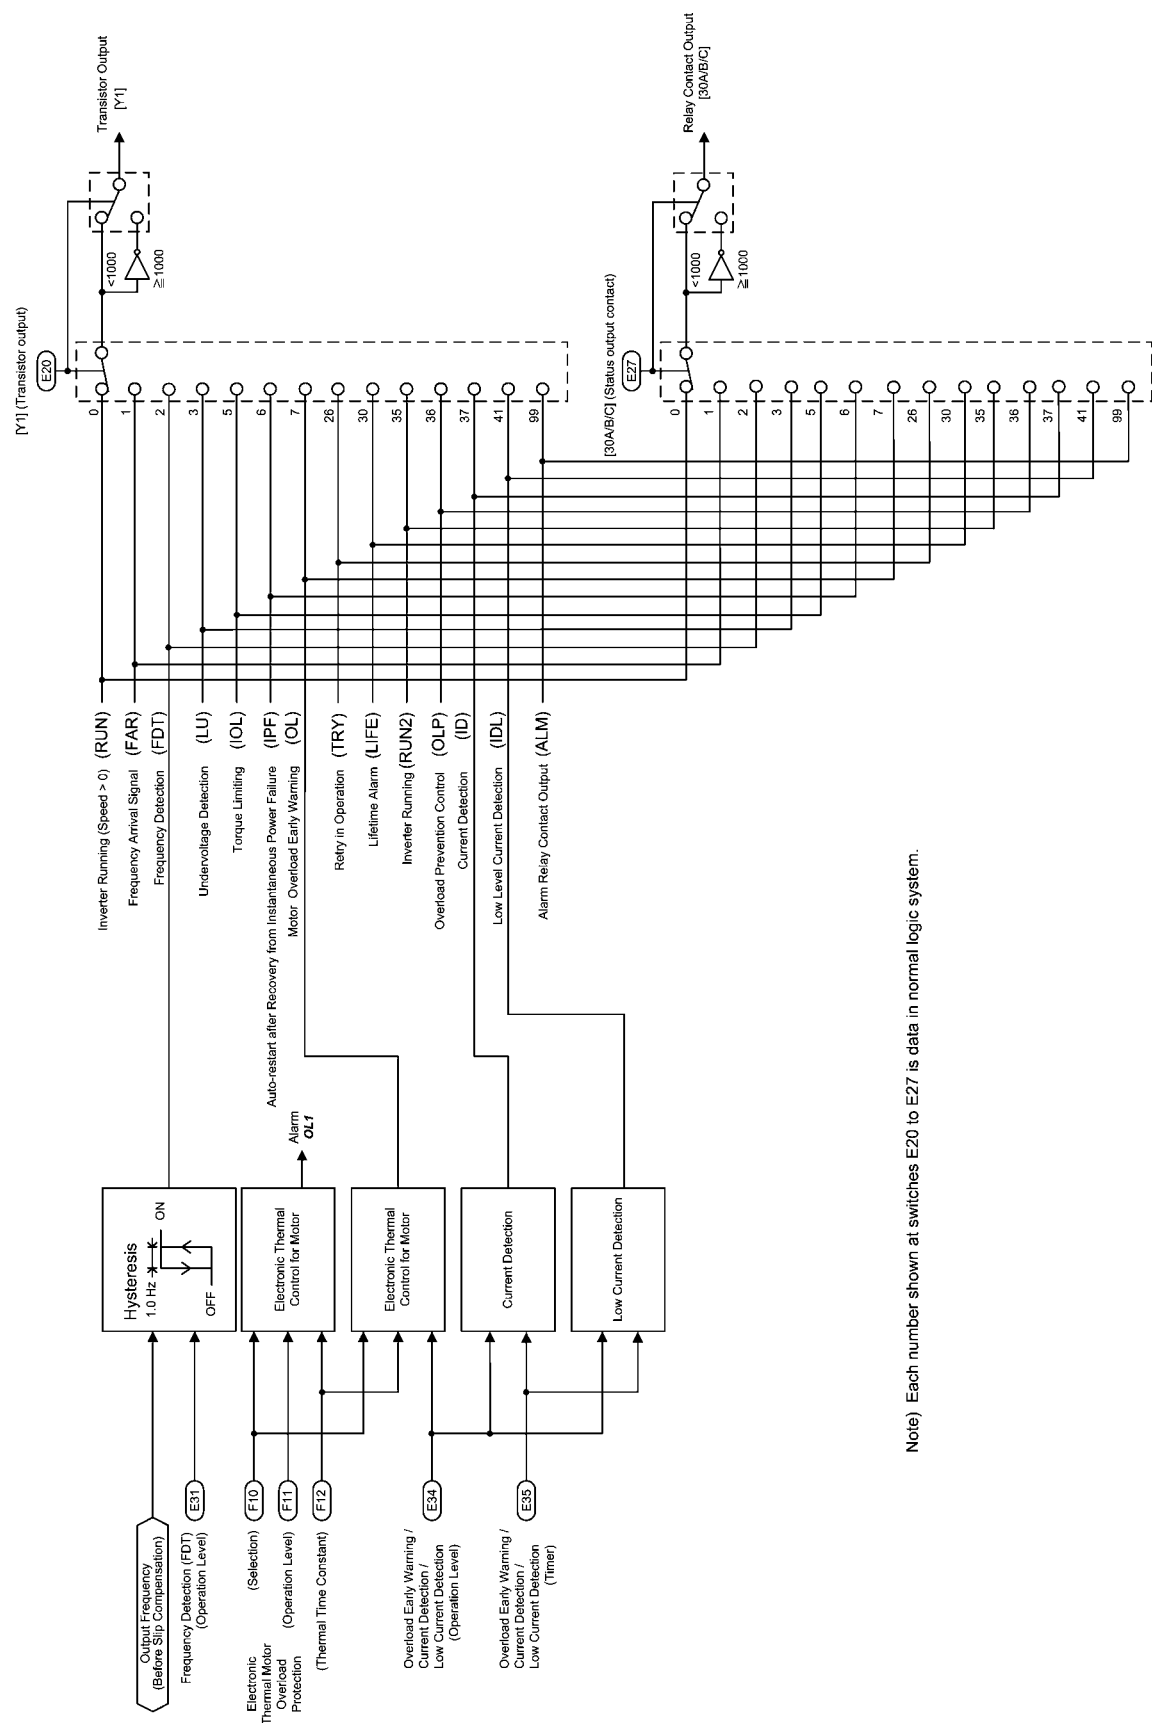 Output Frequency
(Before Slip Compensation)
Frequency Detection (FDT)
(Operation Level)
E31
Electronic
Thermal Motor
Overload
Protection
(Selection)
F10
(Operation Level)
F11
(Thermal Time Constant)
F12
Overload Early Warning /
Current Detection /
Low Current Detection
(Operation Level)
E34
Overload Early Warning /
Current Detection /
Low Current Detection
(Timer)
E35
Hysteresis
1.0 Hz
ON
OFF
Electronic Thermal
Control for Motor
Electronic Thermal
Control for Motor
Current Detection
Low Current Detection
Alarm
OL1
Inverter Running (Speed > 0) (RUN)
Frequency Arrival Signal (FAR)
Frequency Detection (FDT)
Undervoltage Detection (LU)
Torque Limiting (IOL)
Auto-restart after Recovery from Instantaneous Power Failure (IPF)
Motor Overload Early Warning (OL)
Retry in Operation (TRY)
Lifetime Alarm (LIFE)
Inverter Running (RUN2)
Overload Prevention Control (OLP)
Current Detection (ID)
Low Level Current Detection (IDL)
Alarm Relay Contact Output (ALM)
[Y1] (Transistor output)
E20
0
1
2
3
5
6
7
26
30
35
36
37
41
99
<1000
≧1000
Transistor Output
[Y1]
[30A/B/C] (Status output contact)
E27
0
1
2
3
5
6
7
26
30
35
36
37
41
99
<1000
≧1000
Relay Contact Output
[30A/B/C]
Note) Each number shown at switches E20 to E27 is data in normal logic system.